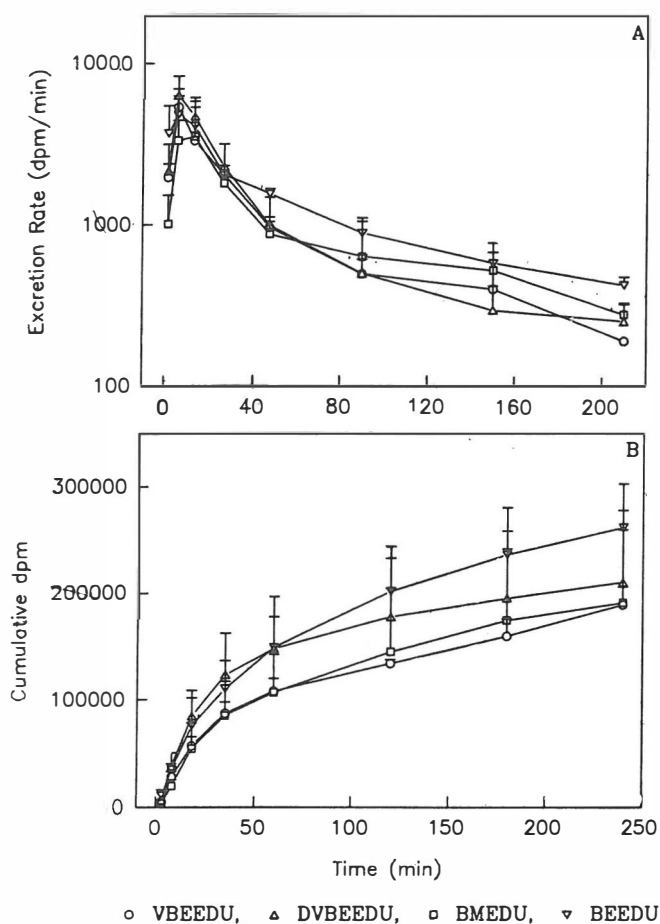 A
10000
1000
100
Excretion Rate (dpm/min)
0 40 80 120 160 200
B
300000
200000
100000
0
Cumulative dpm
0 50 100 150 200 250
Time (min)
○ VBEEDU, △ DVBEEDU, □ BMEDU, ▽ BEEDU